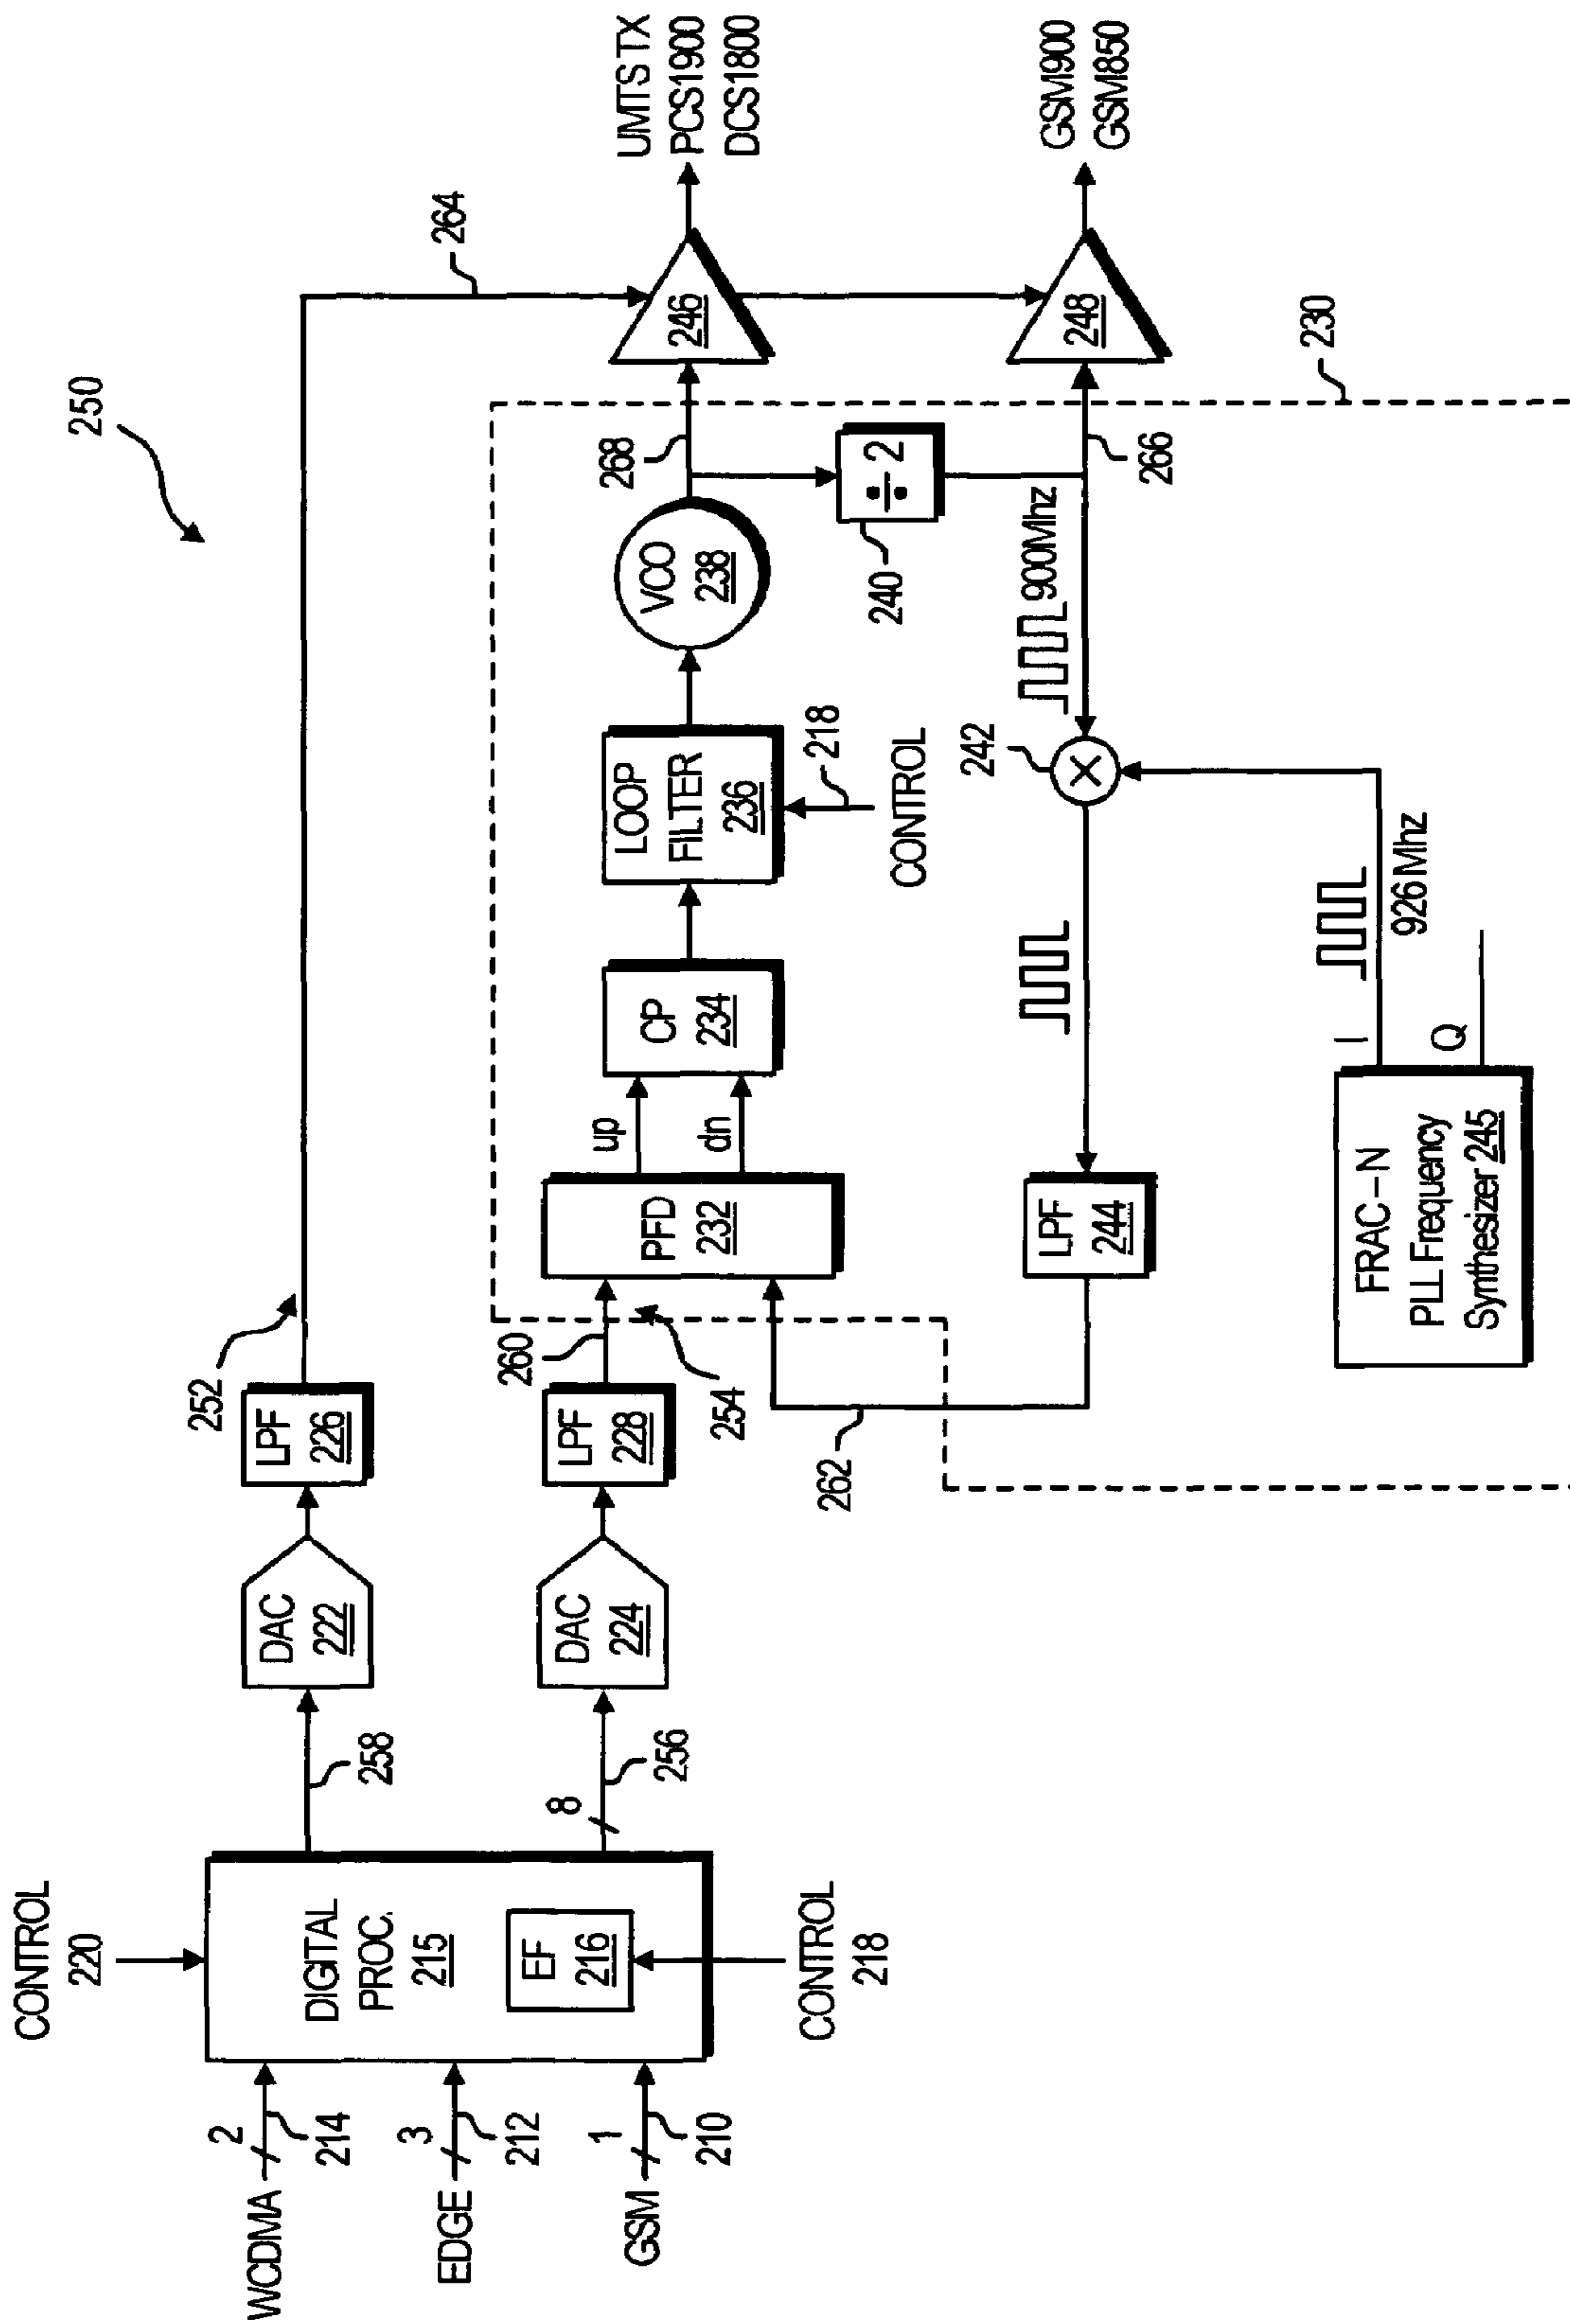 250
CONTROL
220
WCDMA
2
214
EDGE
3
212
GSM
1
210
DIGITAL
PROC.
215
EF
216
CONTROL
218
258
8
256
DAC
222
DAC
224
LPF
226
LPF
228
252
260
254
262
PFD
232
up
dn
CP
234
LOOP
FILTER
236
218
CONTROL
VCO
238
268
÷ 2
240
264
246
UMTS TX
PCS1900
DCS1800
248
GSM900
GSM850
230
266
900Mhz
242
LPF
244
926 Mhz
I
Q
FRAC-N
PLL Frequency
Synthesizer 245